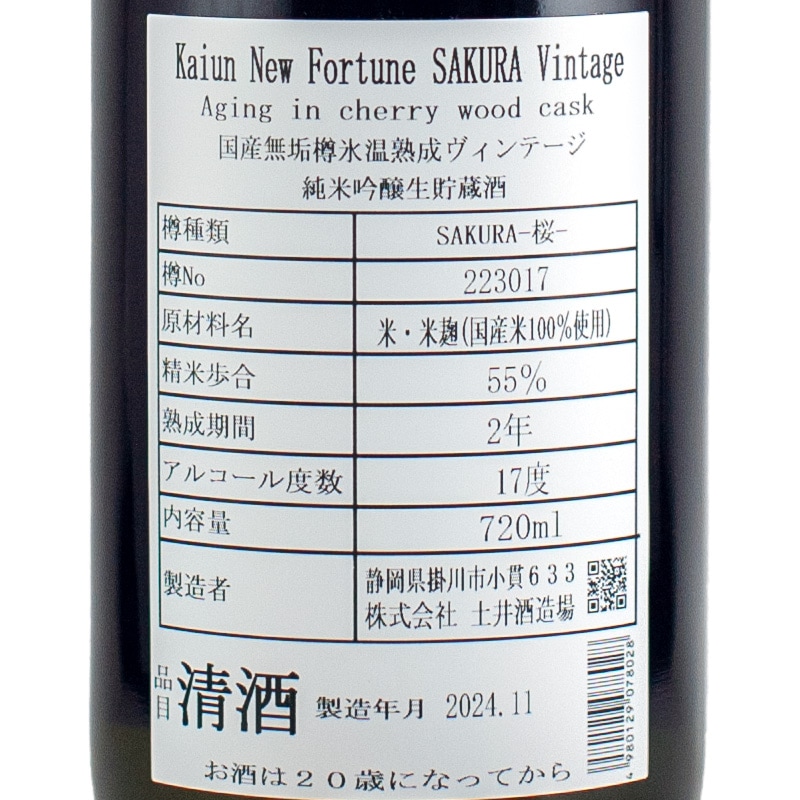 Kaiun New Fortune SAKURA Vintage
Aging in cherry wood cask
国産無垢樽氷温熟成ヴィンテージ
純米吟醸生貯蔵酒
樽種類 SAKURA-桜-
樽No 223017
原材料名 米・米麹(国産米100%使用)
精米歩合 55%
熟成期間 2年
アルコール度数 17度
内容量 720ml
製造者 静岡県掛川市小貫633
株式会社 土井酒造場
品目 清酒 製造年月 2024.11
4980129078028
お酒は20歳になってから